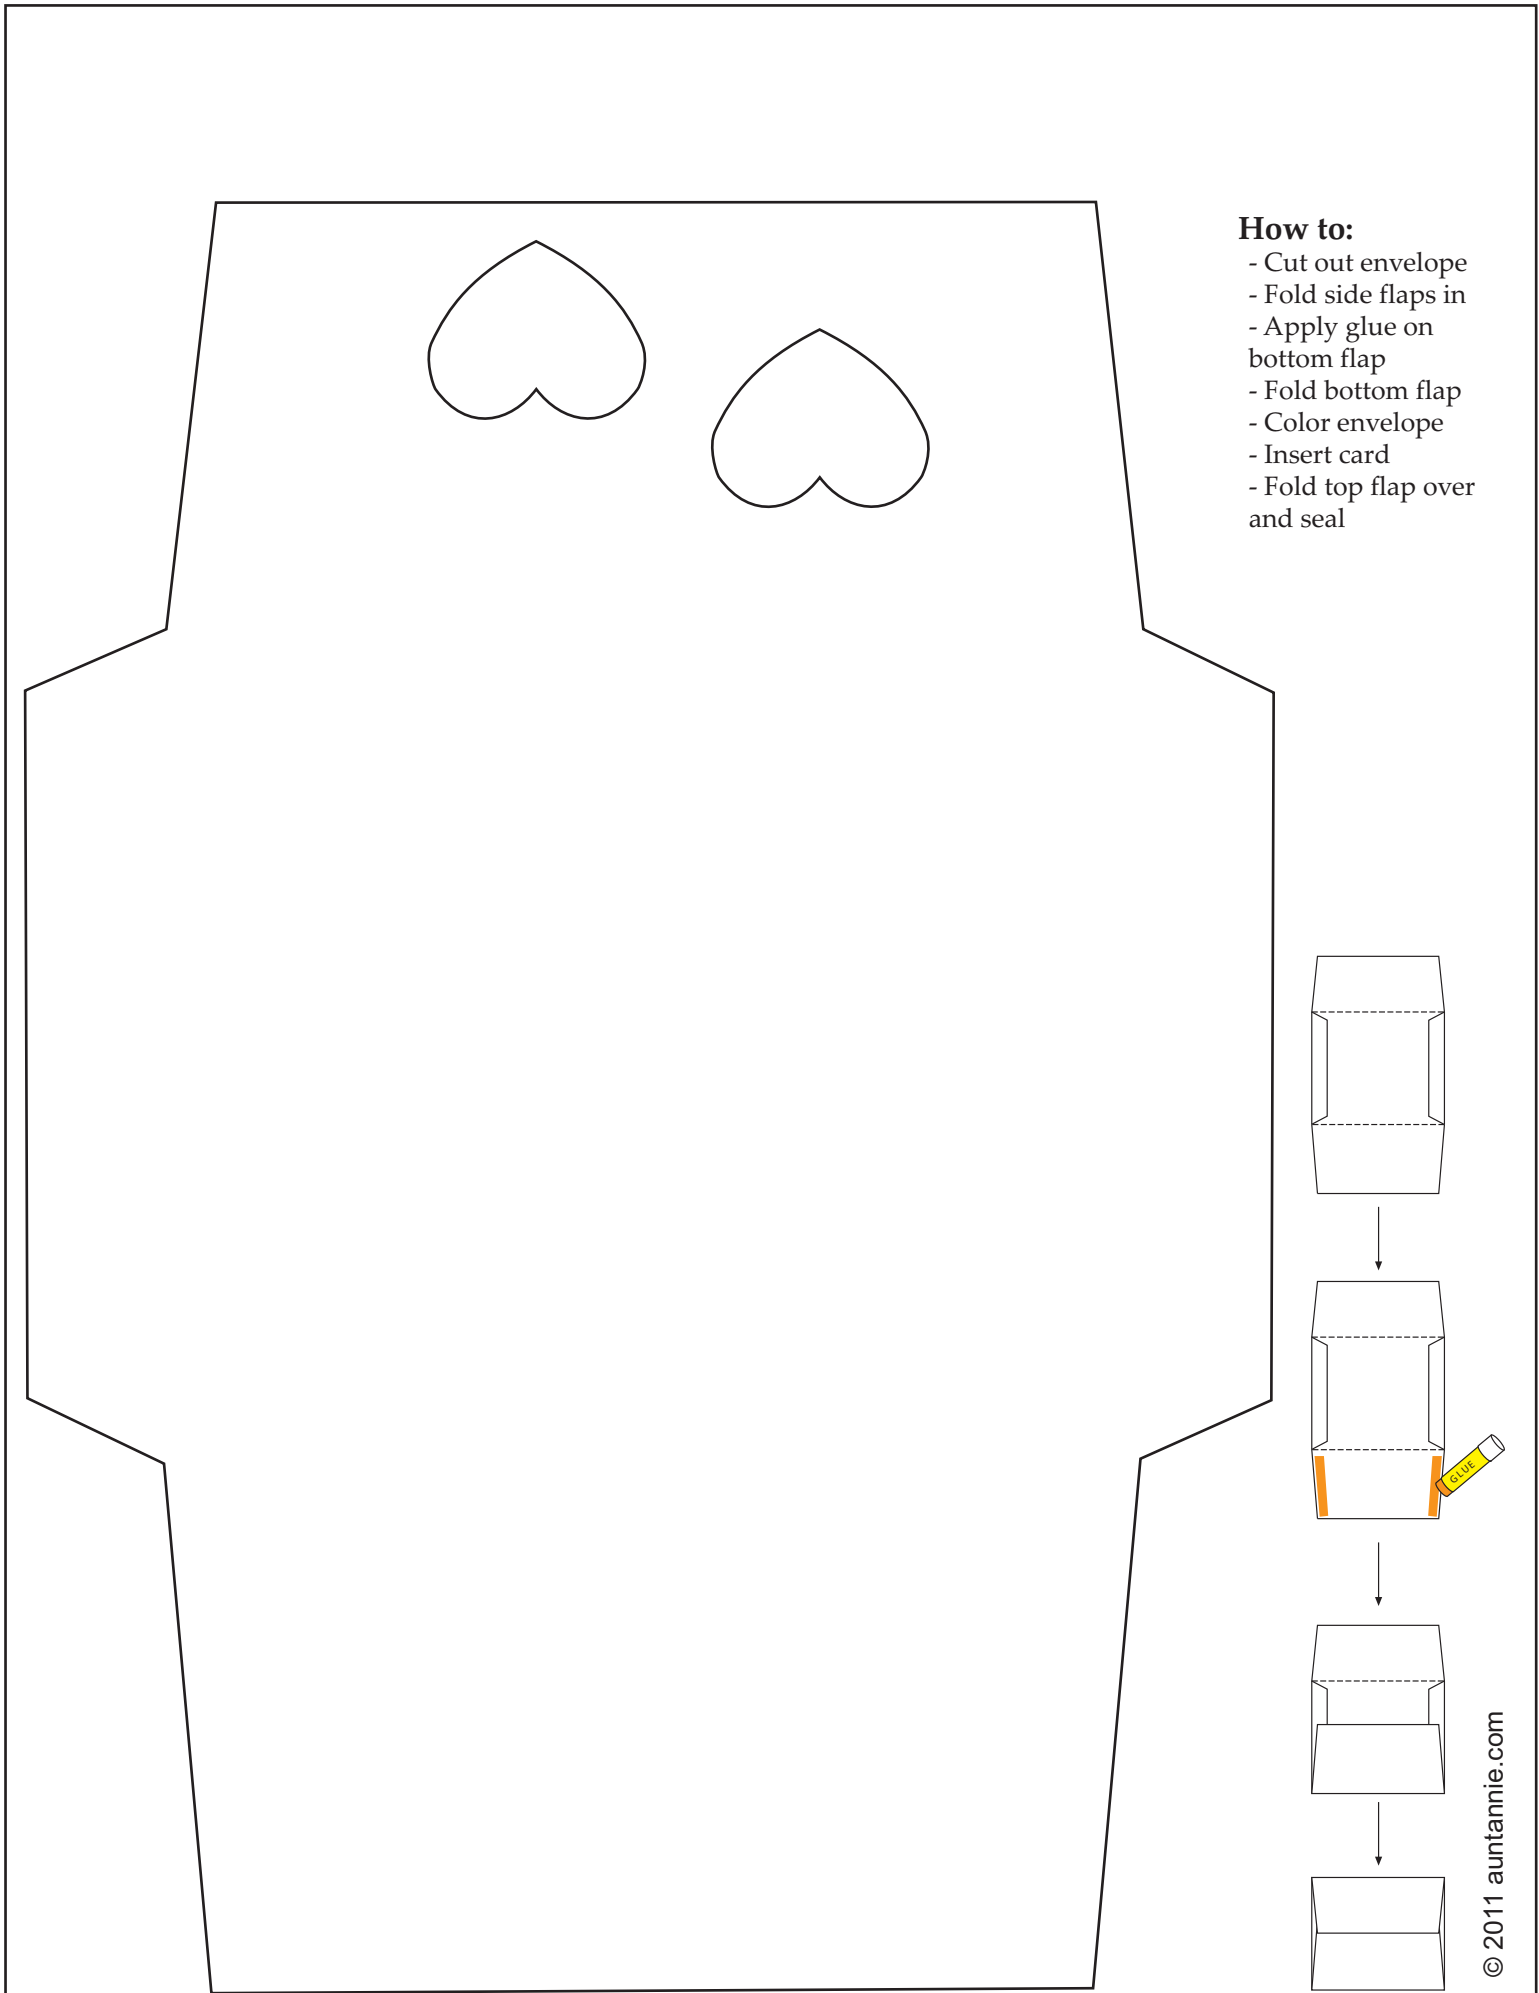 How to:
- Cut out envelope
- Fold side flaps in
- Apply glue on
bottom flap
- Fold bottom flap
- Color envelope
- Insert card
- Fold top flap over
and seal
GLUE
© 2011 auntannie.com